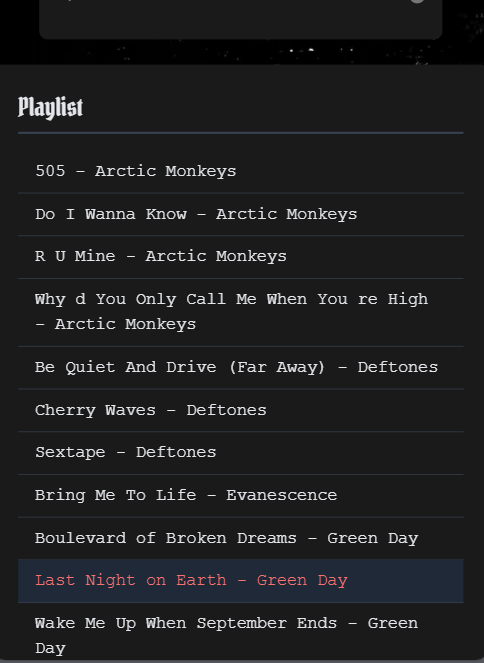 Playlist
505 - Arctic Monkeys
Do I Wanna Know - Arctic Monkeys
R U Mine - Arctic Monkeys
Why d You Only Call Me When You re High
- Arctic Monkeys
Be Quiet And Drive (Far Away) - Deftones
Cherry Waves - Deftones
Sextape - Deftones
Bring Me To Life - Evanescence
Boulevard of Broken Dreams - Green Day
Last Night on Earth - Green Day
Wake Me Up When September Ends - Green
Day